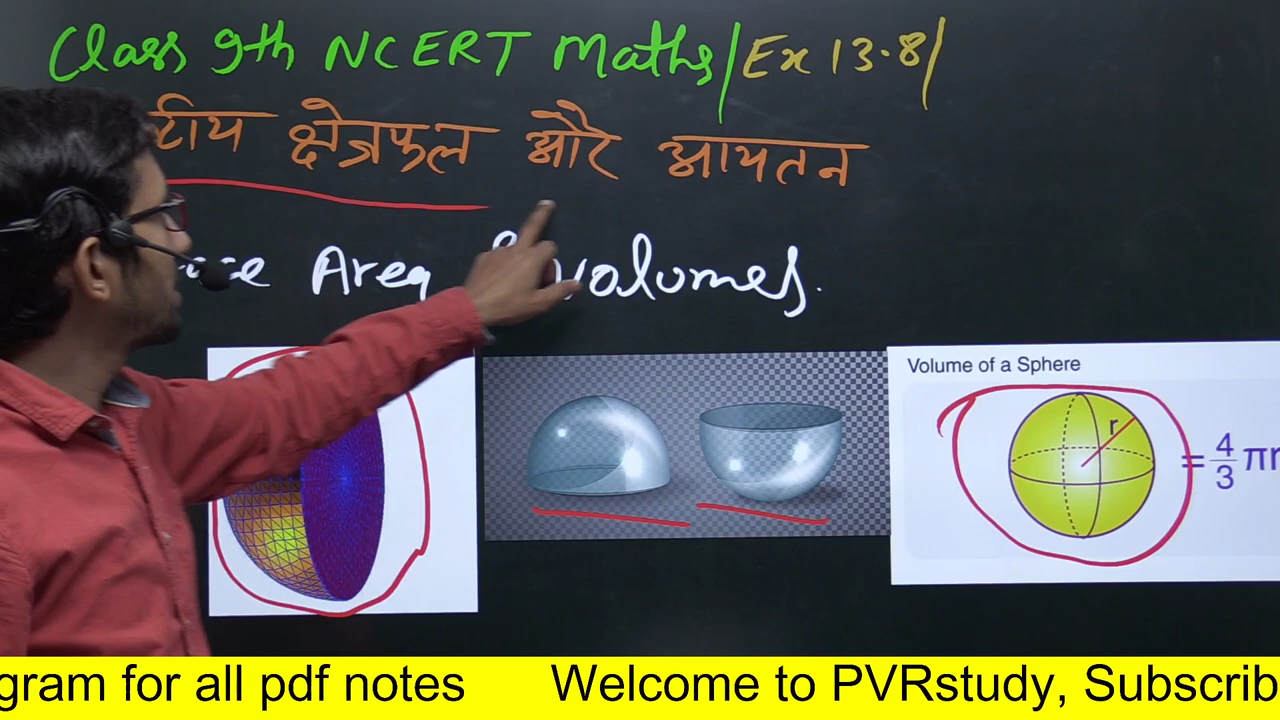 Class 9th NCERT Maths/Ex 13.8/
क्षेत्रफल और आयतन
Area & Volumes.
Volume of a Sphere
r
= 4/3 πr
gram for all pdf notes Welcome to PVRstudy, Subscrib